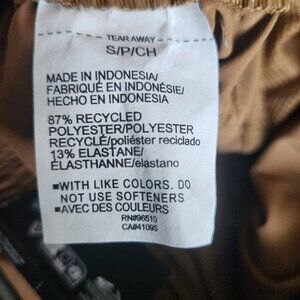 TEAR AWAY
S/P/CH
MADE IN INDONESIA/
FABRIQUÉ EN INDONÉSIE/
HECHO EN INDONESIA
87% RECYCLED
POLYESTER/POLYESTER
RECYCLÉ/poliéster reciclado
13% ELASTANE/
ÉLASTHANNE/elastano
■WITH LIKE COLORS. DO
NOT USE SOFTENERS
■AVEC DES COULEURS
RN#96510
CA#41095